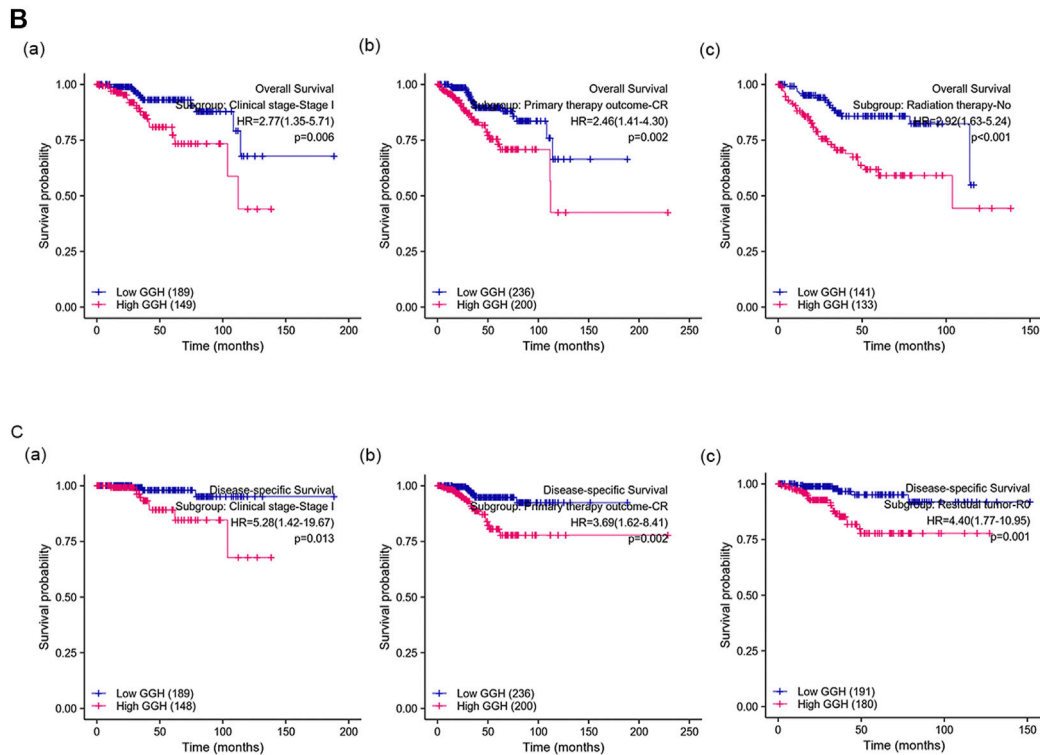 B
(a)
1.00
0.75
0.50
0.25
0.00
Survival probability
Overall Survival
Subgroup: Clinical stage-Stage I
HR=2.77(1.35-5.71)
p=0.006
Low GGH (189)
High GGH (149)
0 50 100 150 200
Time (months)
(b)
1.00
0.75
0.50
0.25
0.00
Survival probability
Overall Survival
Subgroup: Primary therapy outcome-CR
HR=2.46(1.41-4.30)
p=0.002
Low GGH (236)
High GGH (200)
0 50 100 150 200 250
Time (months)
(c)
1.00
0.75
0.50
0.25
0.00
Survival probability
Overall Survival
Subgroup: Radiation therapy-No
HR=2.92(1.63-5.24)
p<0.001
Low GGH (141)
High GGH (133)
0 50 100 150
Time (months)
C
(a)
1.00
0.75
0.50
0.25
0.00
Survival probability
Disease-specific Survival
Subgroup: Clinical stage-Stage I
HR=5.28(1.42-19.67)
p=0.013
Low GGH (189)
High GGH (148)
0 50 100 150 200
Time (months)
(b)
1.00
0.75
0.50
0.25
0.00
Survival probability
Disease-specific Survival
Subgroup: Primary therapy outcome-CR
HR=3.69(1.62-8.41)
p=0.002
Low GGH (236)
High GGH (200)
0 50 100 150 200 250
Time (months)
(c)
1.00
0.75
0.50
0.25
0.00
Survival probability
Disease-specific Survival
Subgroup: Residual tumor-R0
HR=4.40(1.77-10.95)
p=0.001
Low GGH (191)
High GGH (180)
0 50 100 150
Time (months)